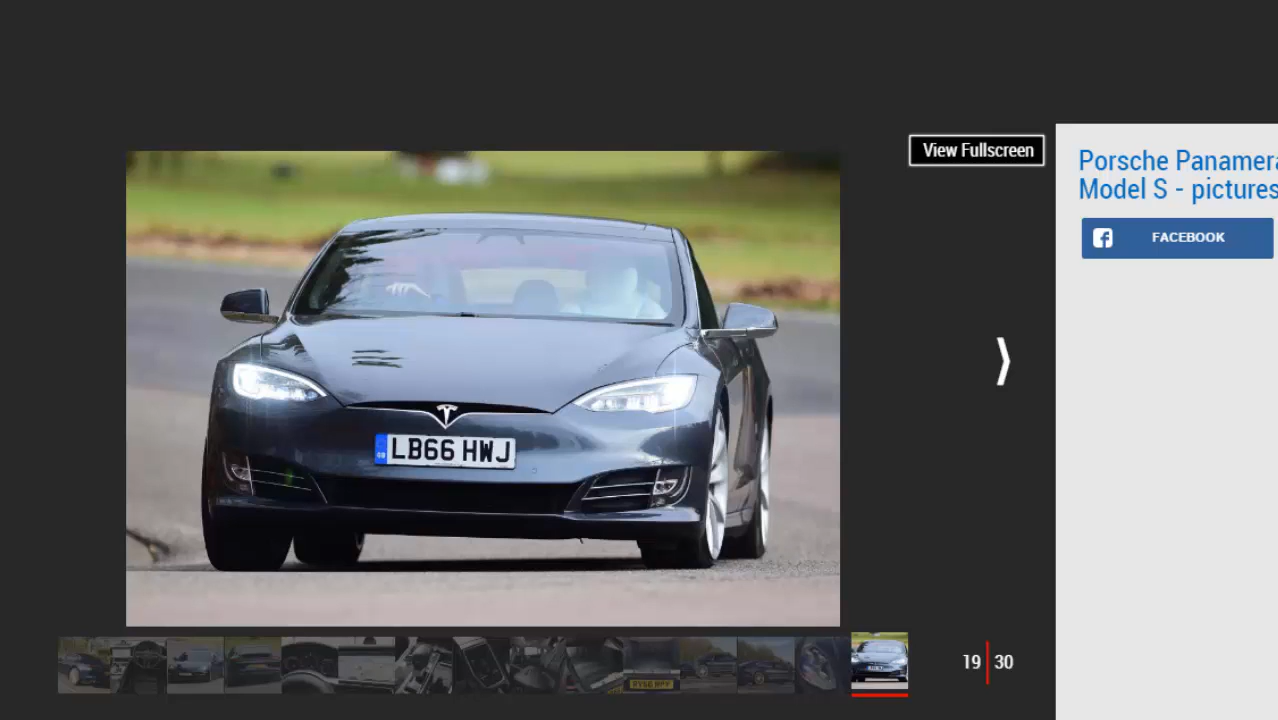 View Fullscreen
Porsche Panamera
Model S - pictures
FACEBOOK
LB66 HWJ
19 30